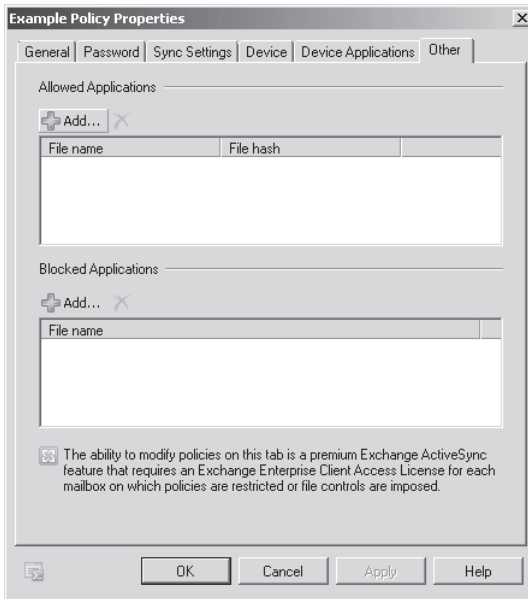 Example Policy Properties
General Password Sync Settings Device Device Applications Other
Allowed Applications
Add...
File name File hash
Blocked Applications
Add...
File name
The ability to modify policies on this tab is a premium Exchange ActiveSync
feature that requires an Exchange Enterprise Client Access License for each
mailbox on which policies are restricted or file controls are imposed.
OK Cancel Apply Help